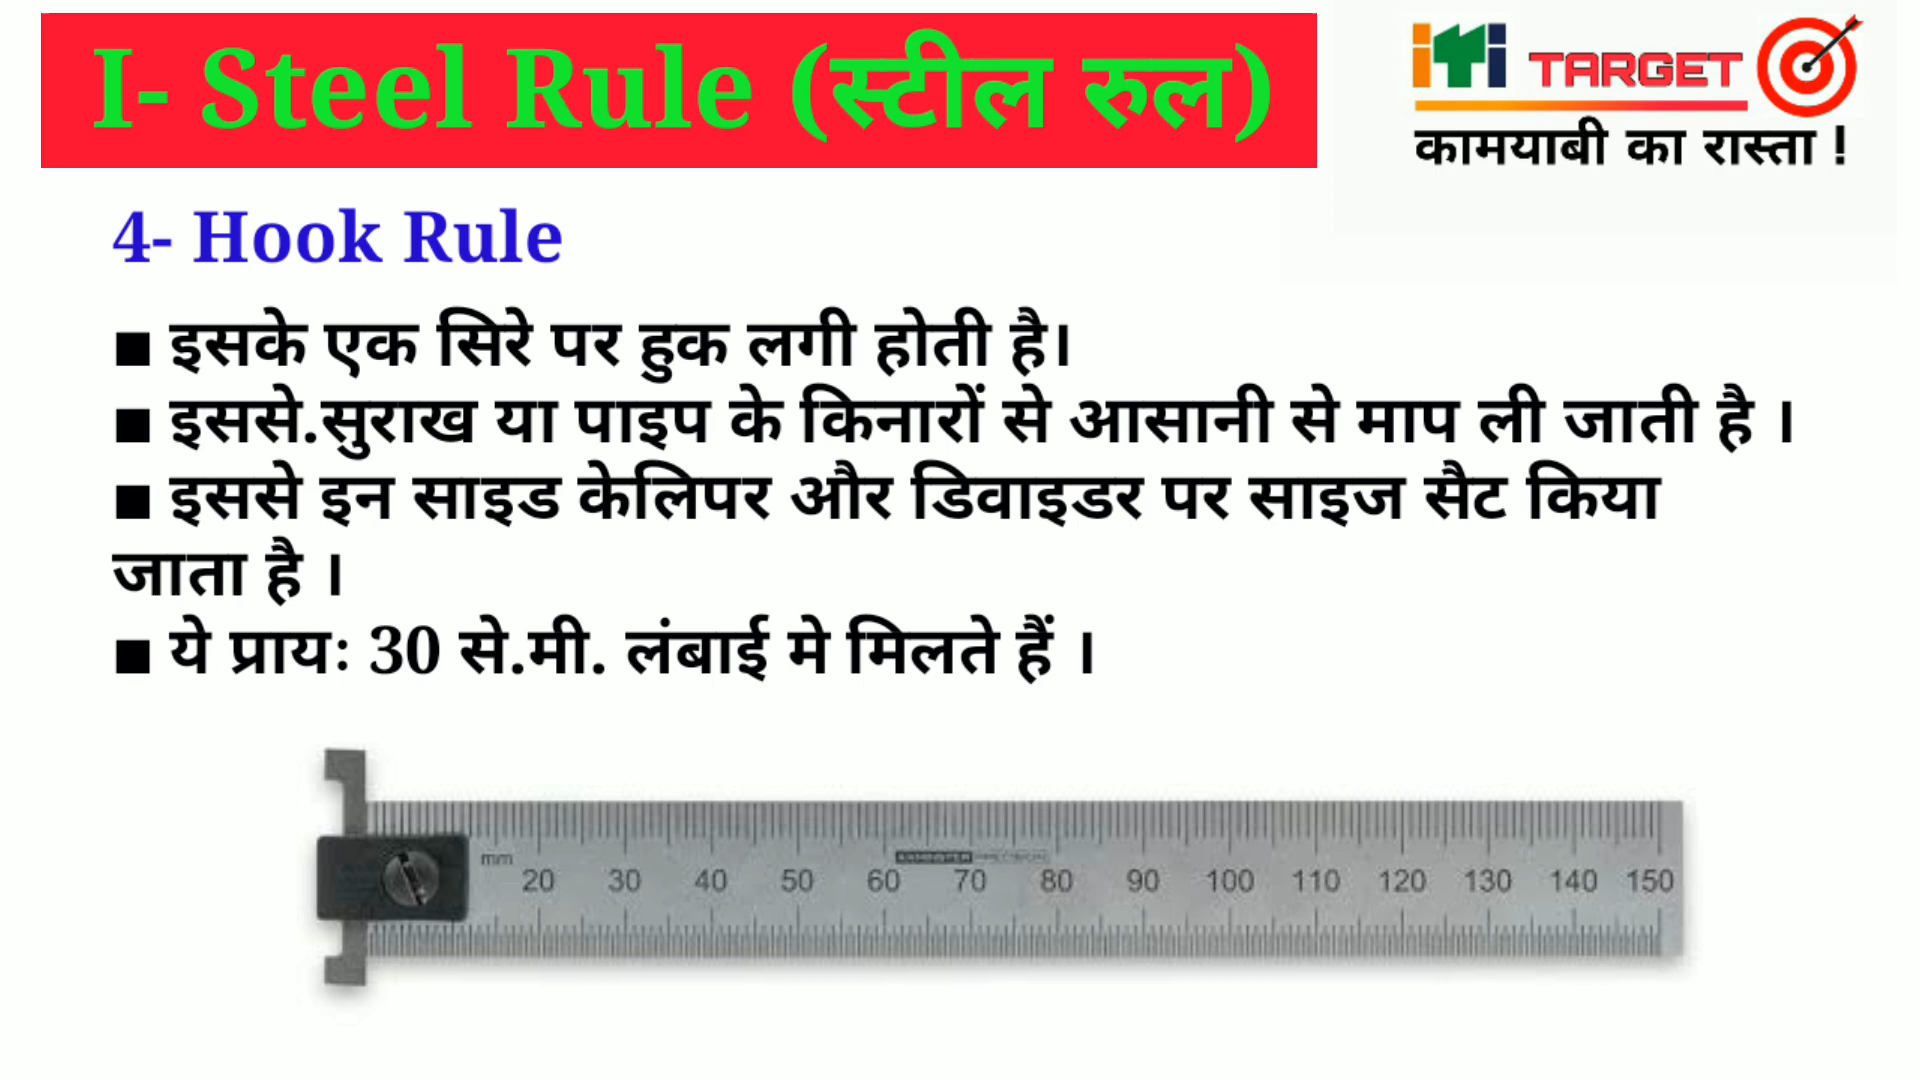 I- Steel Rule (स्टील रुल)
iTi TARGET
कामयाबी का रास्ता !
4- Hook Rule
■ इसके एक सिरे पर हुक लगी होती है।
■ इससे.सुराख या पाइप के किनारों से आसानी से माप ली जाती है ।
■ इससे इन साइड केलिपर और डिवाइडर पर साइज सैट किया
जाता है ।
■ ये प्रायः 30 से.मी. लंबाई मे मिलते हैं ।
mm
20 30 40 50 60 70 80 90 100 110 120 130 140 150